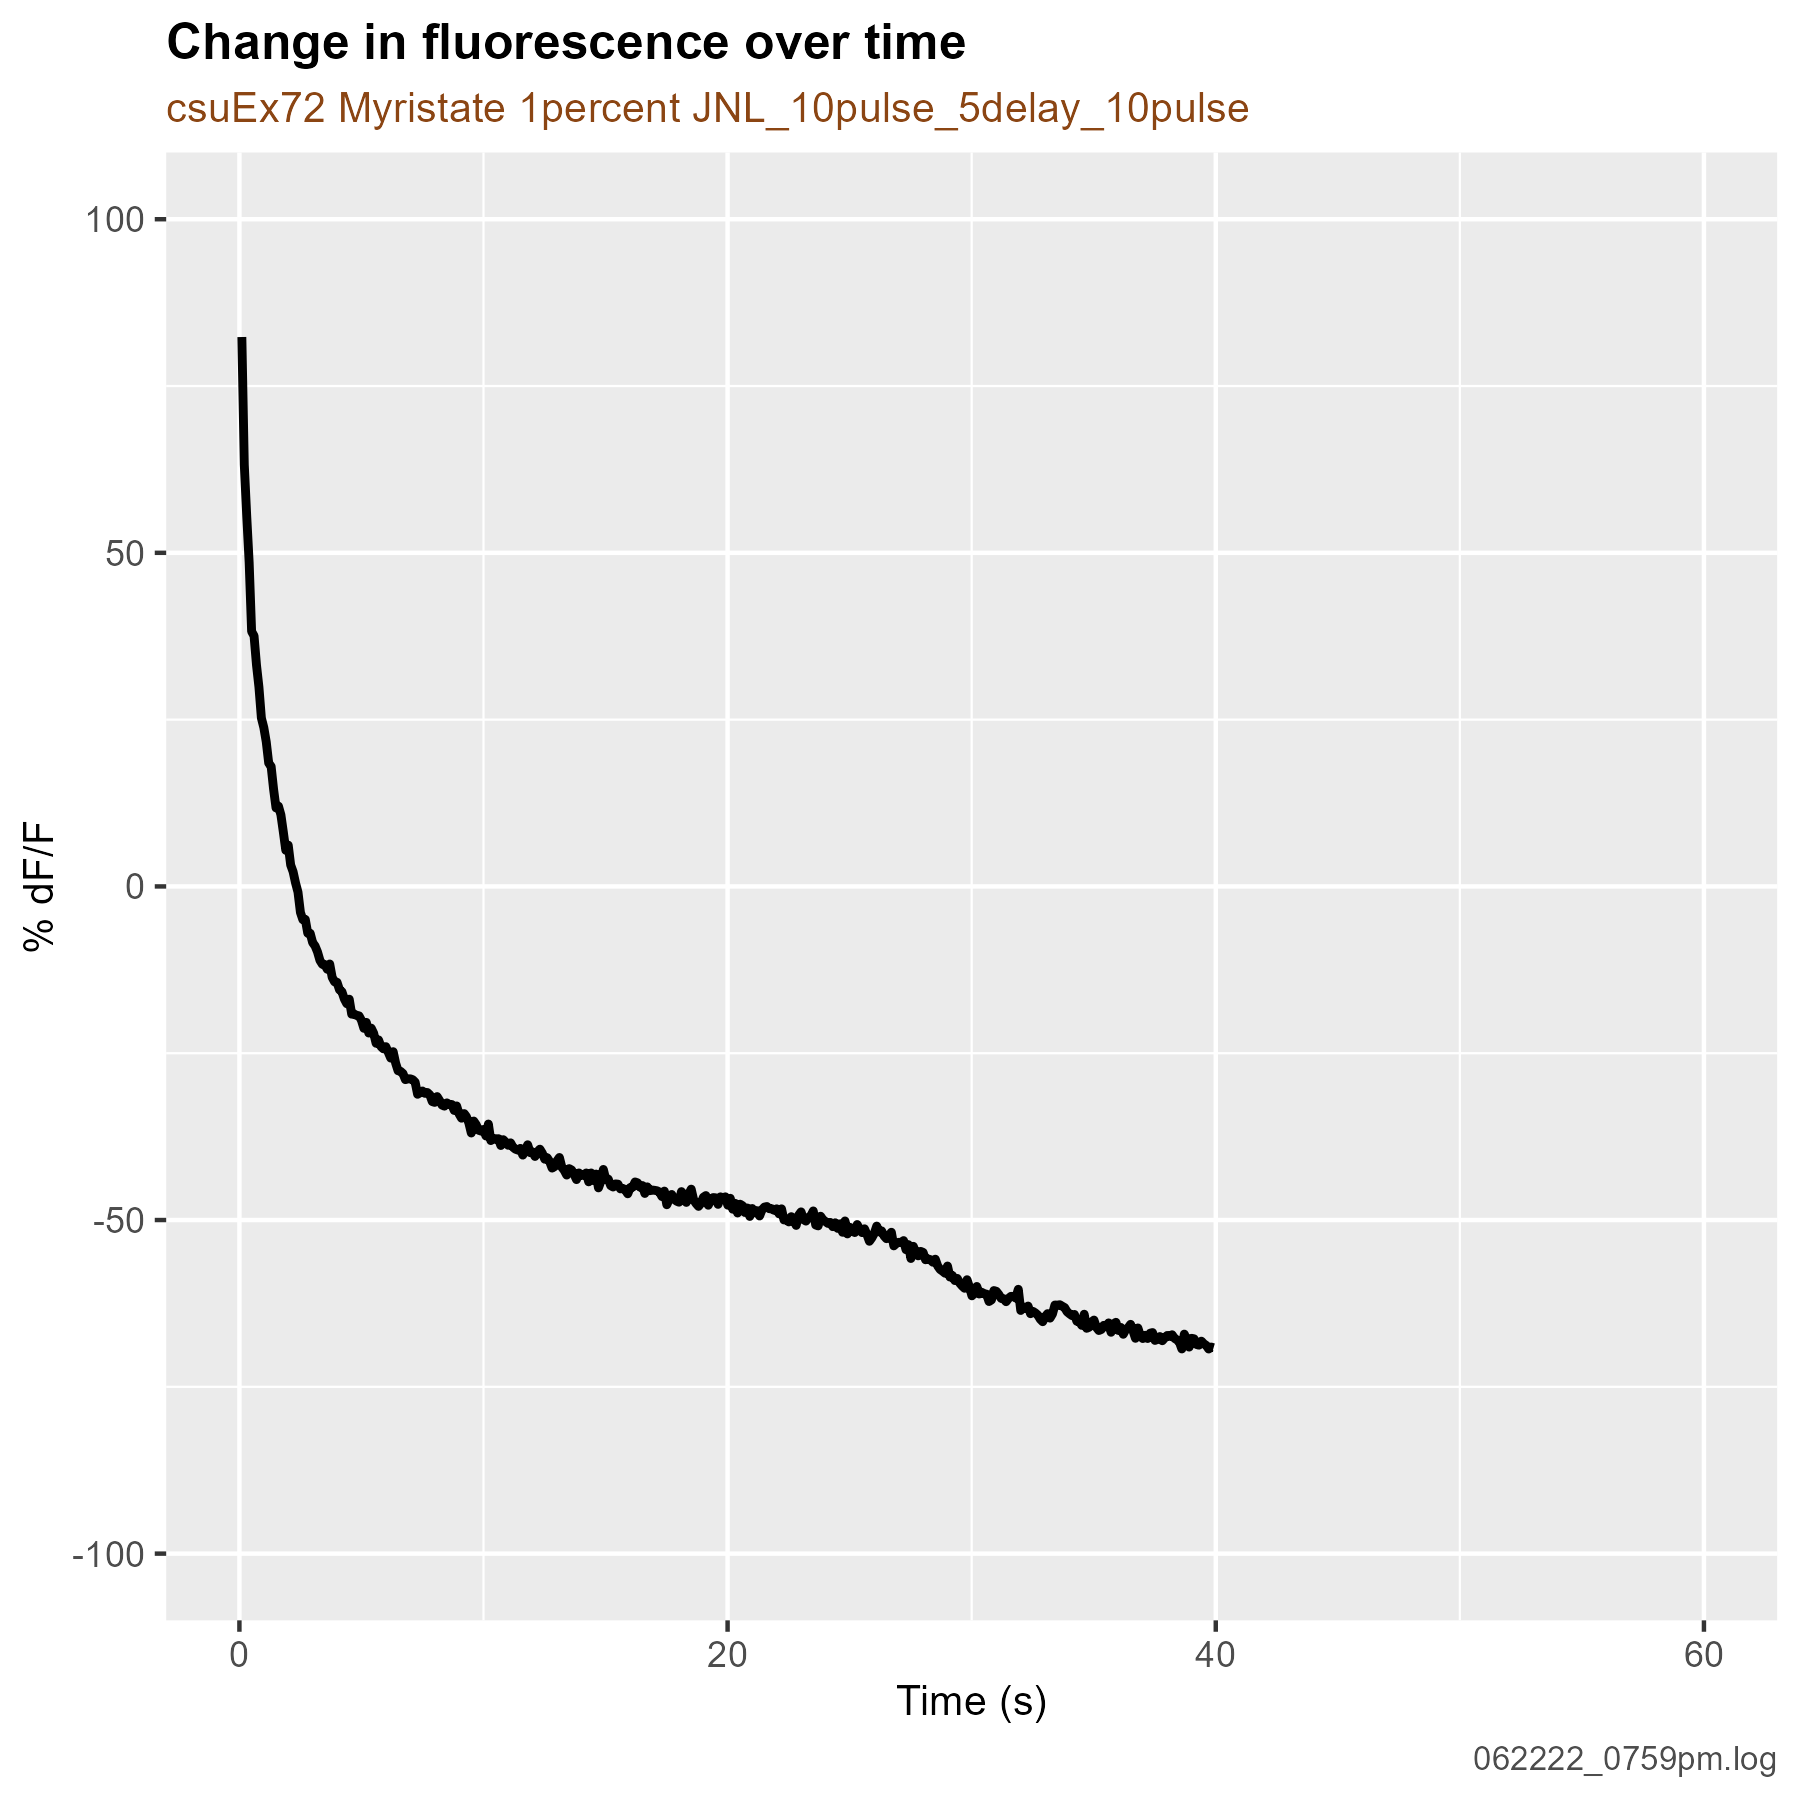 Change in fluorescence over time
csuEx72 Myristate 1percent JNL_10pulse_5delay_10pulse
100
50
0
-50
-100
% dF/F
0 20 40 60
Time (s)
062222_0759pm.log